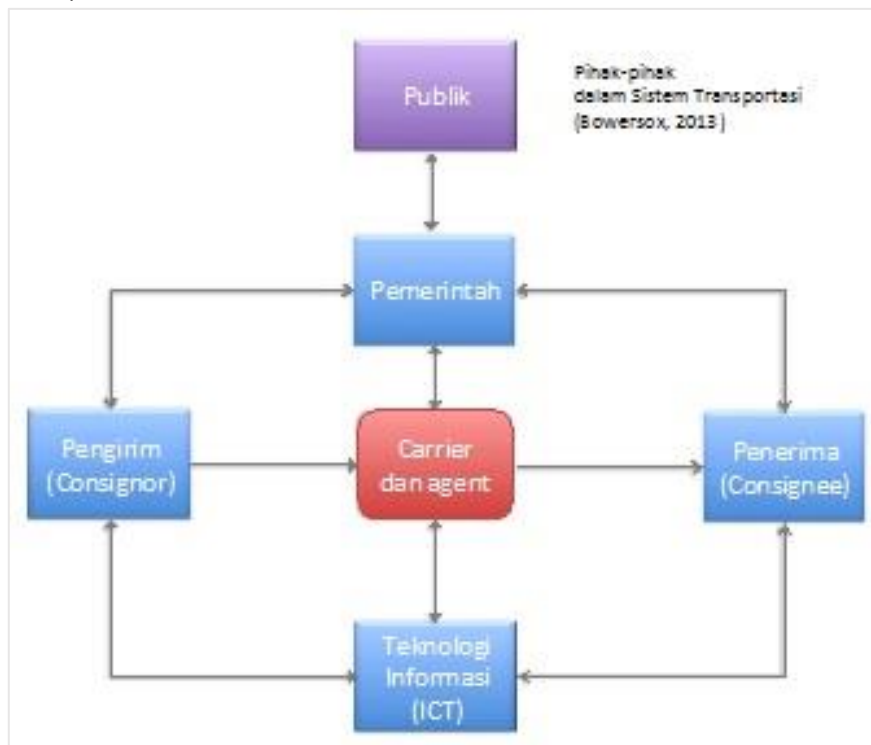 Publik
Pihak-pihak
dalam Sistem Transportasi
(Bowersox, 2013)
Pemerintah
Pengirim
(Consignor)
Carrier
dan agent
Penerima
(Consignee)
Teknologi
Informasi
(ICT)